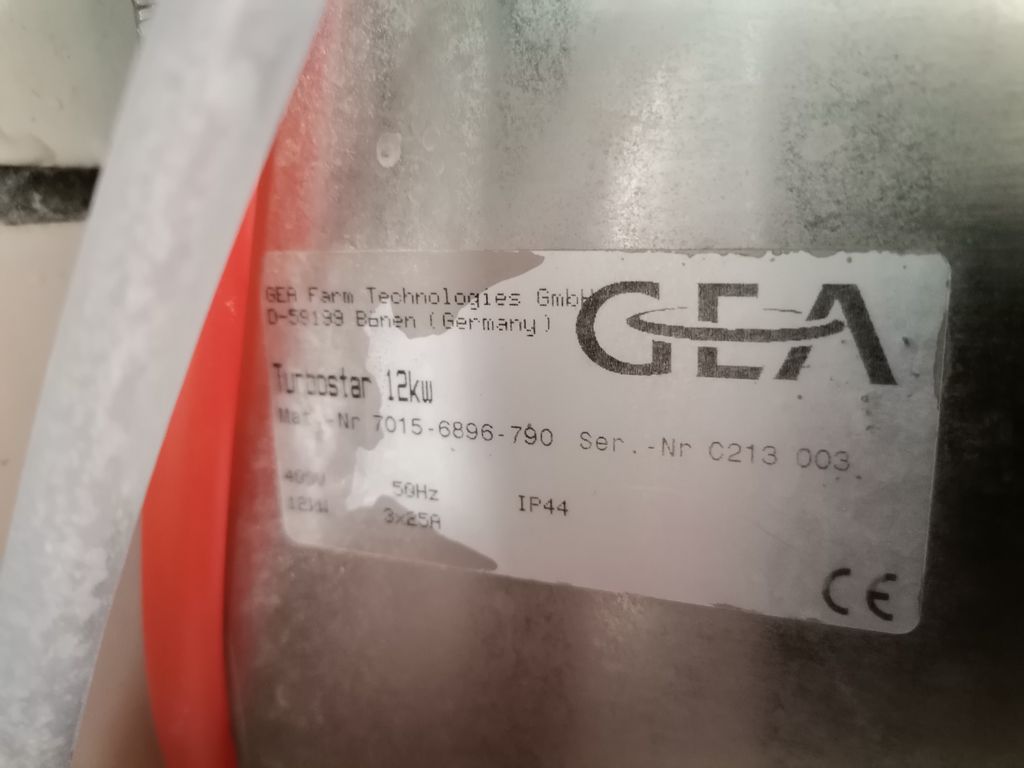 GEA Farm Technologies GmbH
D-59199 Bönen (Germany)
GEA
Turbostar 12kw
Mat.-Nr 7015-6896-790 Ser.-Nr C213 003
400V 50Hz IP44
12kW 3x25A
CE